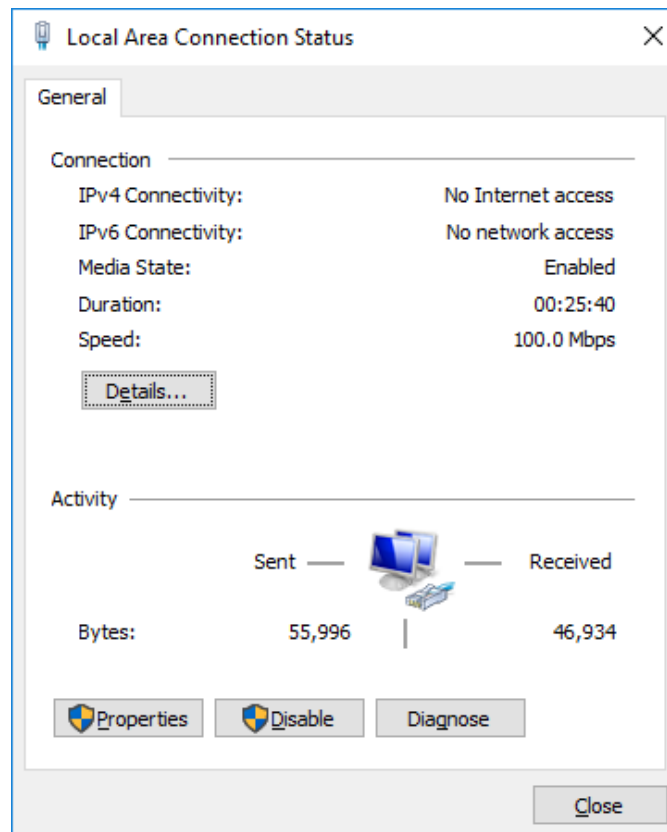 Local Area Connection Status
General
Connection
IPv4 Connectivity: No Internet access
IPv6 Connectivity: No network access
Media State: Enabled
Duration: 00:25:40
Speed: 100.0 Mbps
Details...
Activity
Sent Received
Bytes: 55,996 46,934
Properties Disable Diagnose
Close